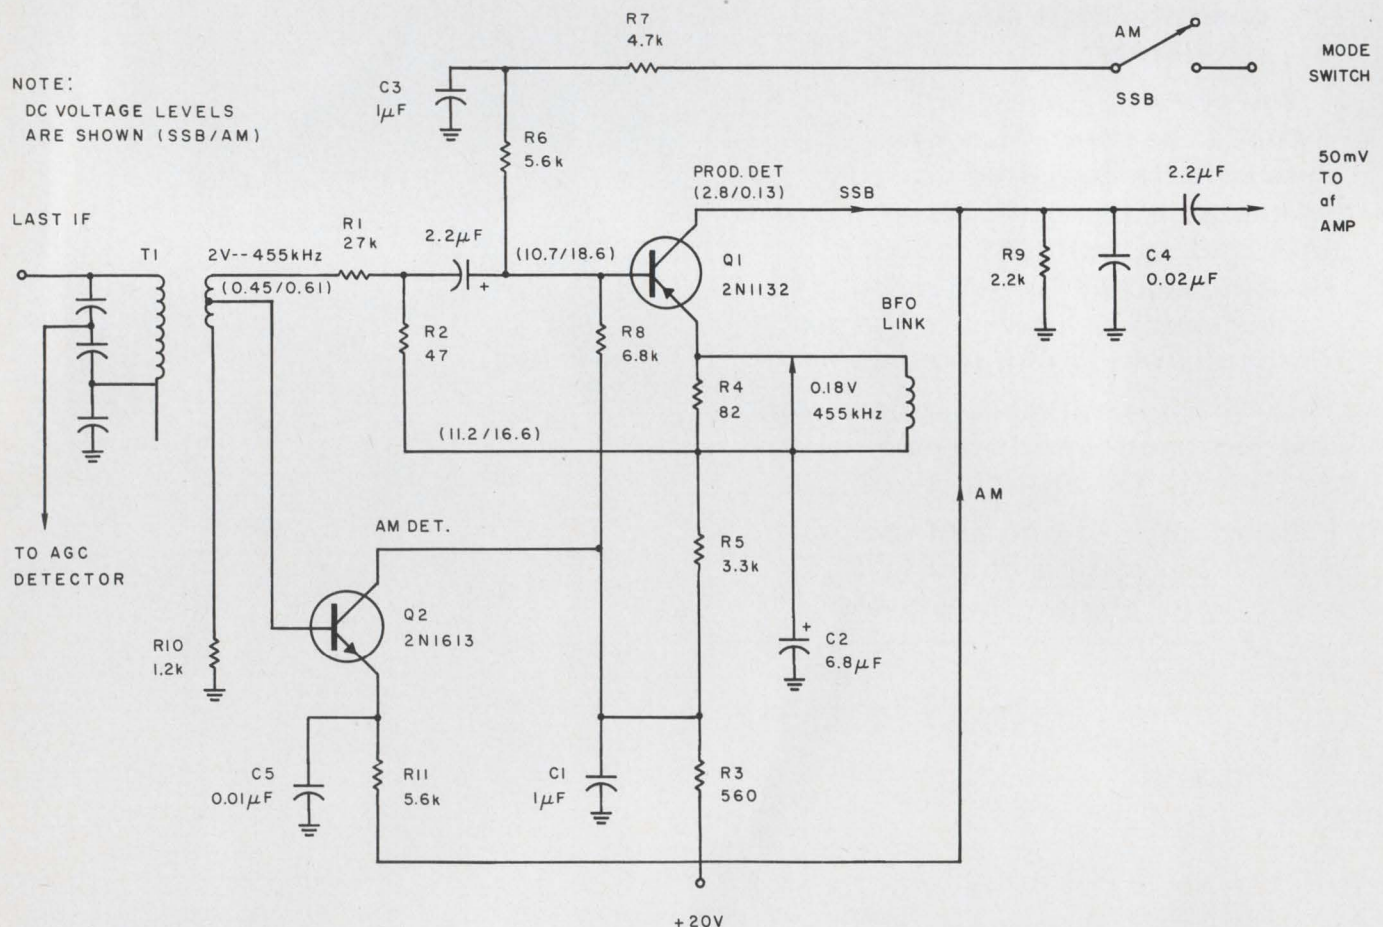 R7
4.7k
AM
MODE
SWITCH
SSB
NOTE:
DC VOLTAGE LEVELS
ARE SHOWN (SSB/AM)
C3
1μF
R6
5.6k
PROD. DET
(2.8/0.13)
SSB
2.2μF
50mV
TO
af
AMP
LAST IF
T1
2V--455kHz
(0.45/0.61)
R1
27k
2.2μF
+
(10.7/18.6)
Q1
2N1132
R9
2.2k
C4
0.02μF
BFO
LINK
R2
47
R8
6.8k
R4
82
0.18V
455kHz
(11.2/16.6)
AM
AM DET.
TO AGC
DETECTOR
R5
3.3k
Q2
2N1613
+
C2
6.8μF
R10
1.2k
C5
0.01μF
R11
5.6k
C1
1μF
R3
560
+20V